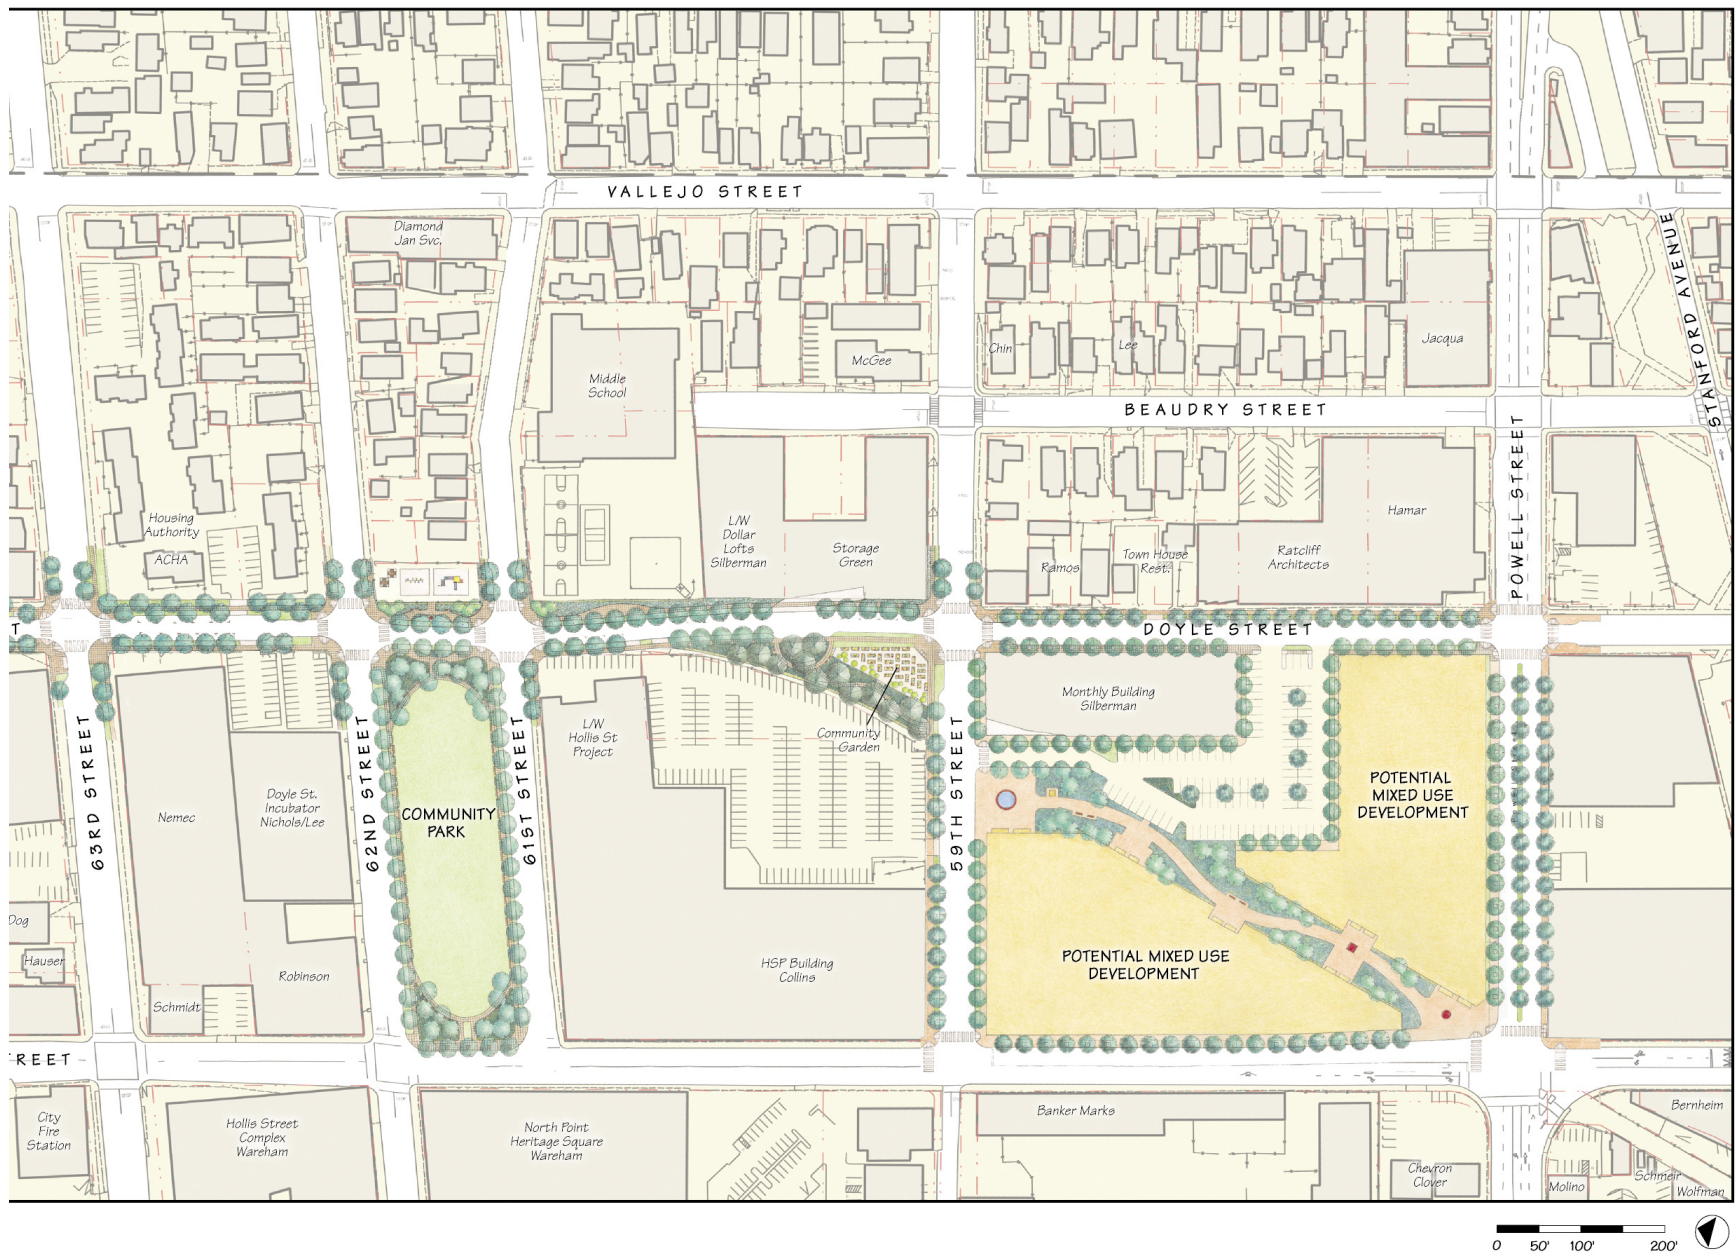 VALLEJO STREET
STANFORD AVENUE
Diamond
Jan Svc.
Middle
School
McGee
Chin
Lee
Jacqua
BEAUDRY STREET
POWELL STREET
Housing
Authority
ACHA
L/W
Dollar
Lofts
Silberman
Storage
Green
Ramos
Town House
Rest.
Ratcliff
Architects
Hamar
T
DOYLE STREET
63RD STREET
62ND STREET
61ST STREET
59TH STREET
L/W
Hollis St
Project
Community
Garden
Monthly Building
Silberman
Nemec
Doyle St.
Incubator
Nichols/Lee
COMMUNITY
PARK
POTENTIAL
MIXED USE
DEVELOPMENT
Dog
Hauser
Schmidt
Robinson
HSP Building
Collins
POTENTIAL MIXED USE
DEVELOPMENT
REET
City
Fire
Station
Hollis Street
Complex
Wareham
North Point
Heritage Square
Wareham
Banker Marks
Chevron
Clover
Bernheim
Molino
Schmeir
Wolfman
0 50' 100' 200'